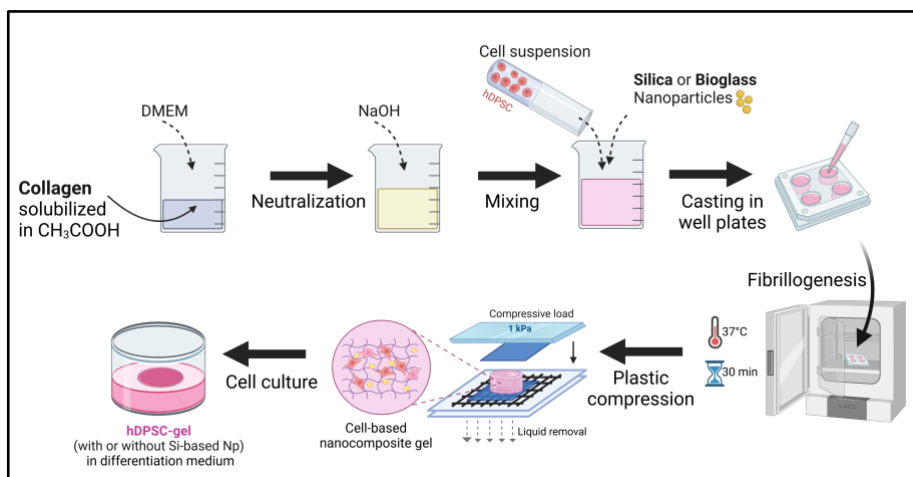 Cell suspension
hDPSC
Silica or Bioglass
Nanoparticles
DMEM
NaOH
Collagen
solubilized
in CH₃COOH
Neutralization
Mixing
Casting in
well plates
Fibrillogenesis
37°C
30 min
Plastic
compression
Compressive load
1 kPa
Liquid removal
Cell-based
nanocomposite gel
Cell culture
hDPSC-gel
(with or without Si-based Np)
in differentiation medium